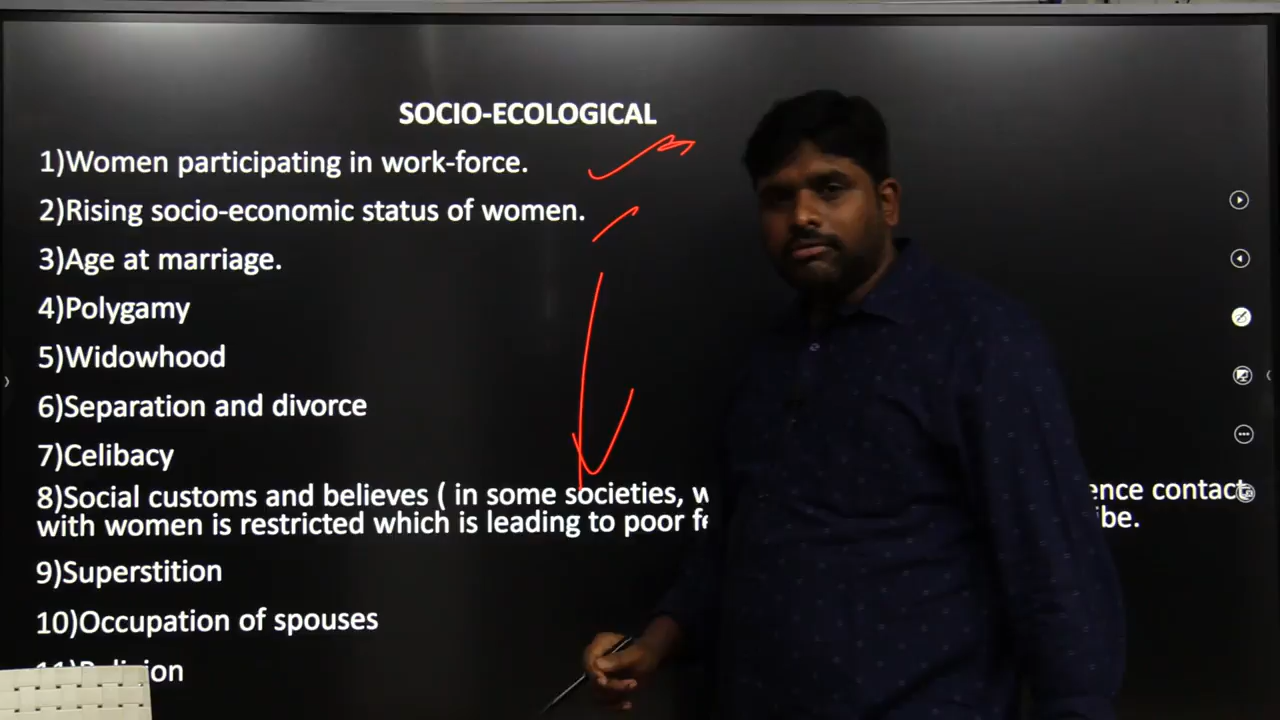 SOCIO-ECOLOGICAL
1)Women participating in work-force.
2)Rising socio-economic status of women.
3)Age at marriage.
4)Polygamy
5)Widowhood
6)Separation and divorce
7)Celibacy
8)Social customs and believes ( in some societies, contact
with women is restricted which is leading to poor
9)Superstition
10)Occupation of spouses